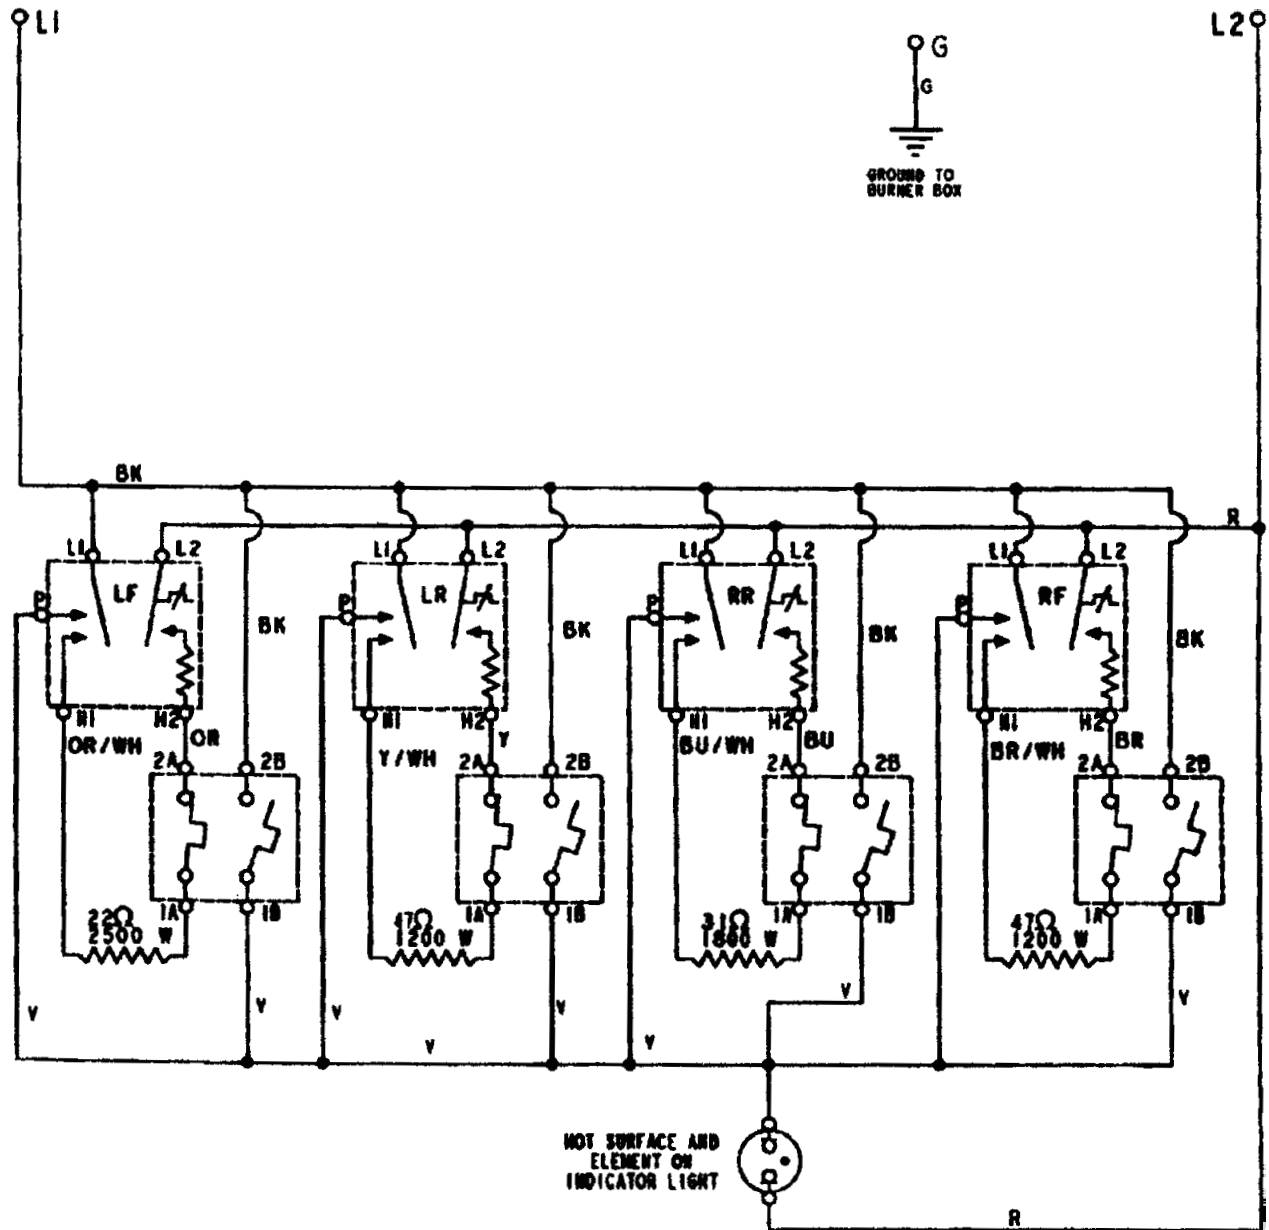 L1
L2
G
G
GROUND TO
BURNER BOX
BK
R
L1 L2
L1 L2
L1 L2
L1 L2
P LF
P LR
P RR
P RF
BK
BK
BK
BK
H1 H2
H1 H2
H1 H2
H1 H2
OR/WH OR
Y/WH Y
BU/WH BU
BR/WH BR
2A 2B
2A 2B
2A 2B
2A 2B
1A 1B
1A 1B
1A 1B
1A 1B
22Ω
2500 W
47Ω
1200 W
31Ω
1800 W
47Ω
1200 W
V
V
V
V
V
V
V
V
HOT SURFACE AND
ELEMENT ON
INDICATOR LIGHT
R